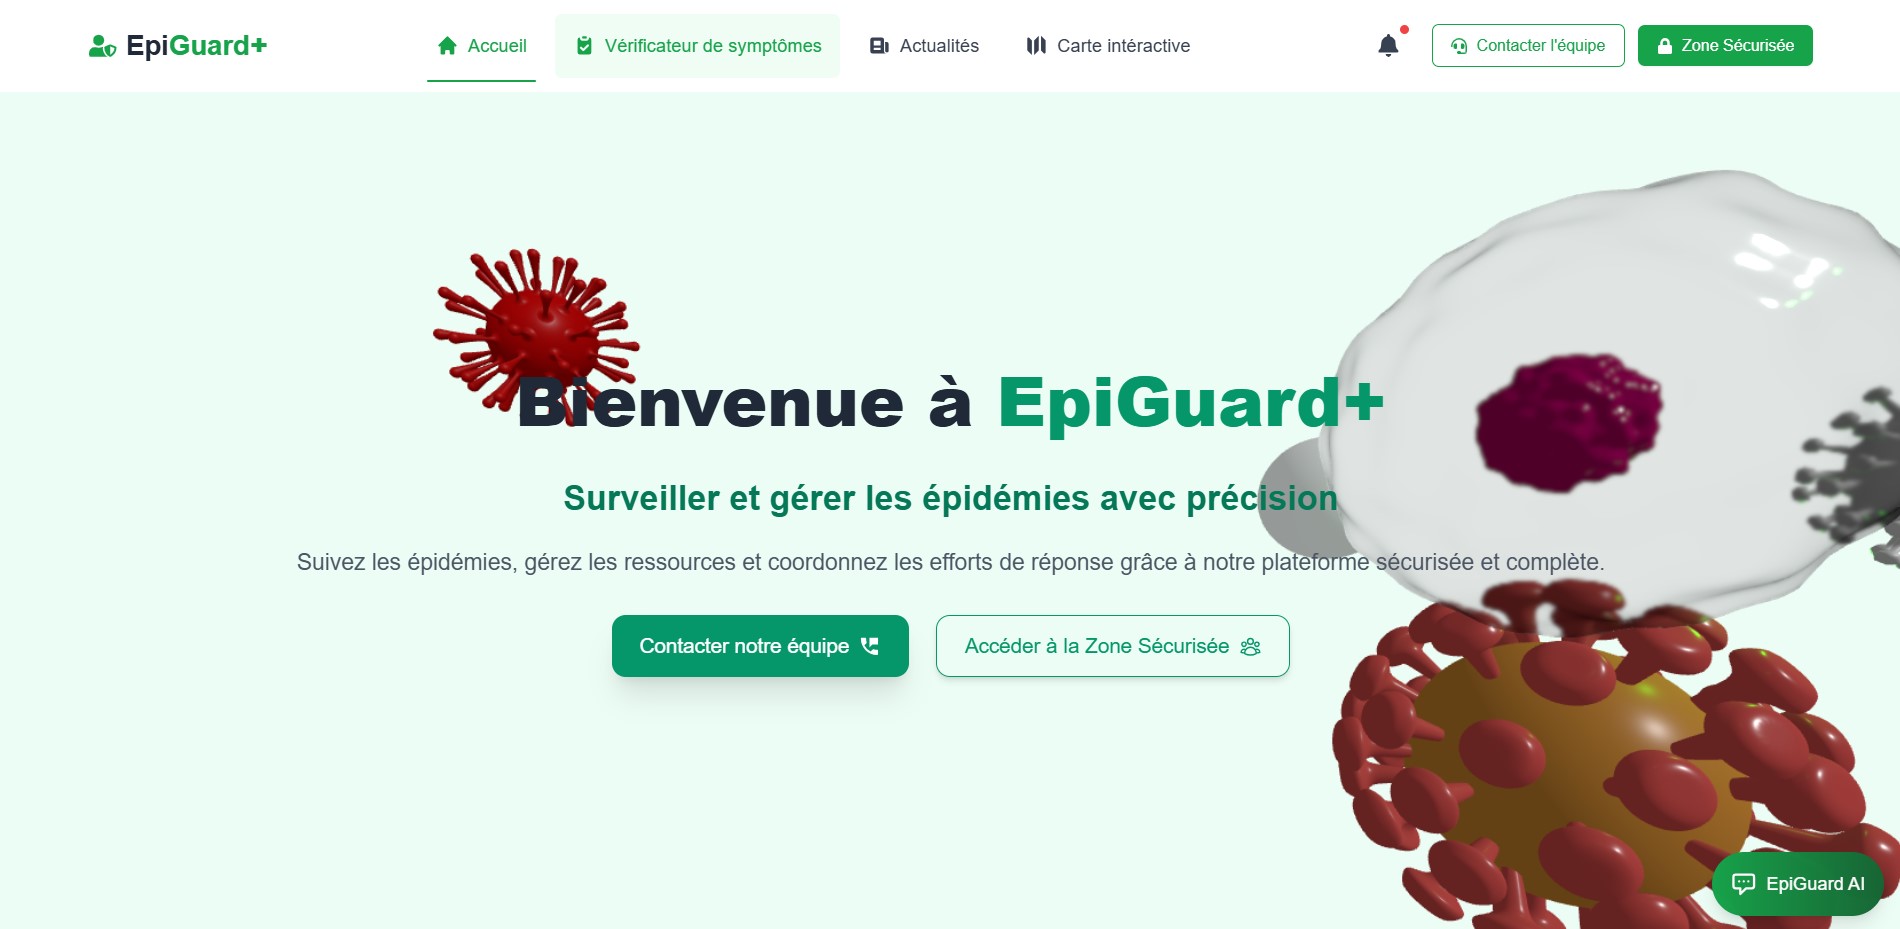 EpiGuard+
Accueil
Vérificateur de symptômes
Actualités
Carte intéractive
Contacter l'équipe
Zone Sécurisée
Bienvenue à EpiGuard+
Surveiller et gérer les épidémies avec précision
Suivez les épidémies, gérez les ressources et coordonnez les efforts de réponse grâce à notre plateforme sécurisée et complète.
Contacter notre équipe
Accéder à la Zone Sécurisée
EpiGuard AI